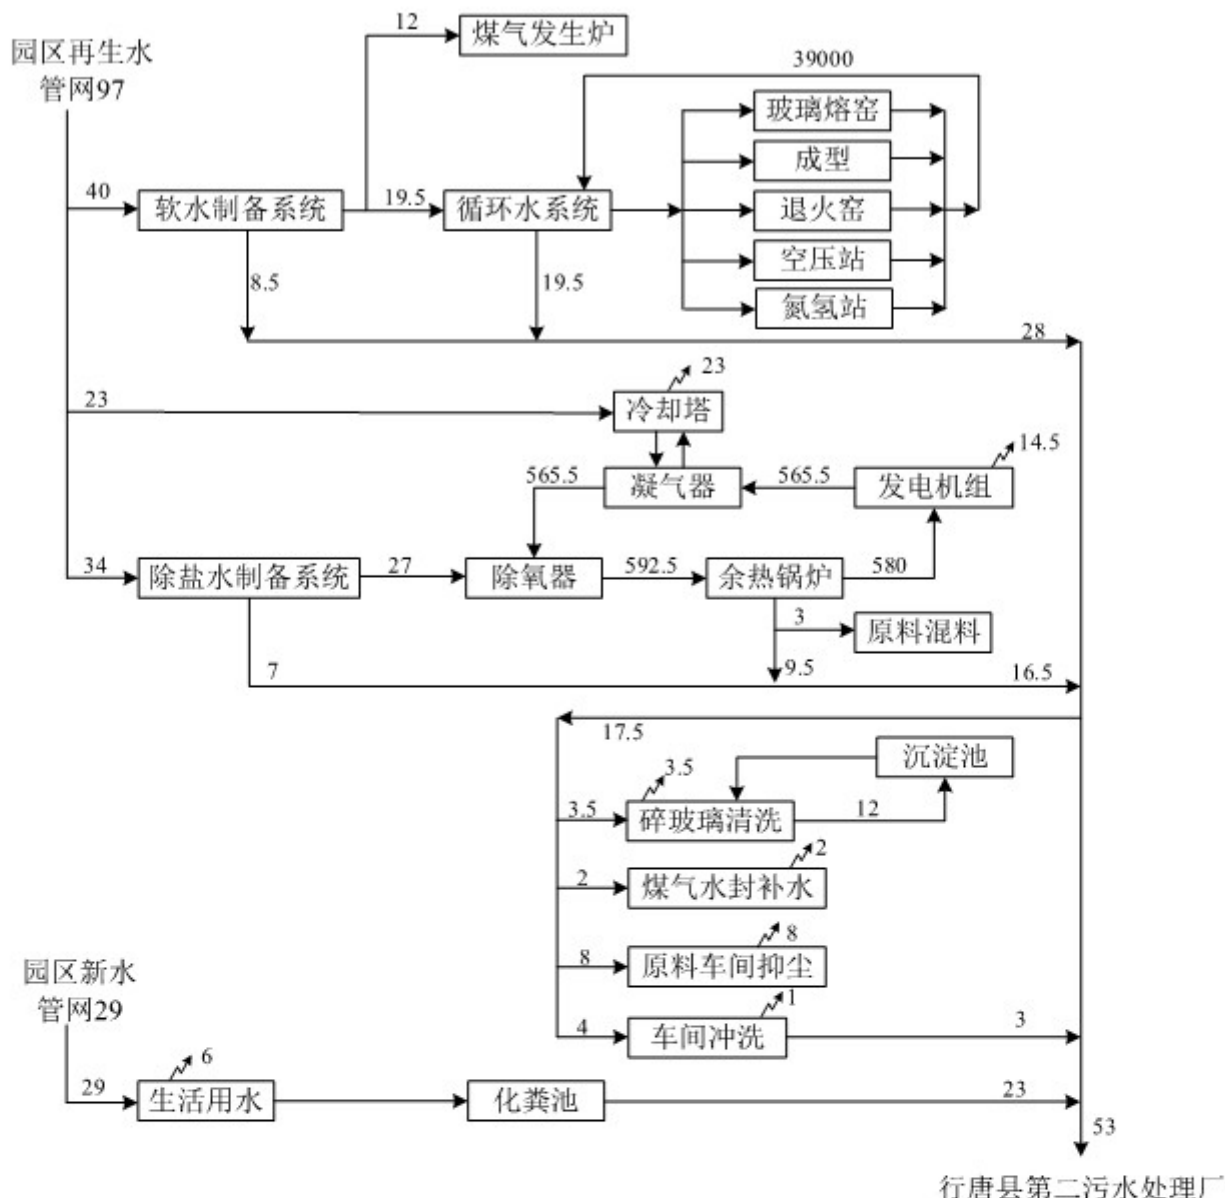 12
煤气发生炉
园区再生水
管网97
39000
玻璃熔窑
成型
40
软水制备系统
19.5
循环水系统
退火窑
空压站
8.5
19.5
氮氢站
28
23
23
冷却塔
14.5
565.5
凝气器
565.5
发电机组
34
除盐水制备系统
27
除氧器
592.5
余热锅炉
580
3
原料混料
7
9.5
16.5
17.5
沉淀池
3.5
3.5
碎玻璃清洗
12
2
2
煤气水封补水
8
8
原料车间抑尘
园区新水
管网29
1
4
车间冲洗
3
6
29
生活用水
化粪池
23
53
行唐县第二污水处理厂